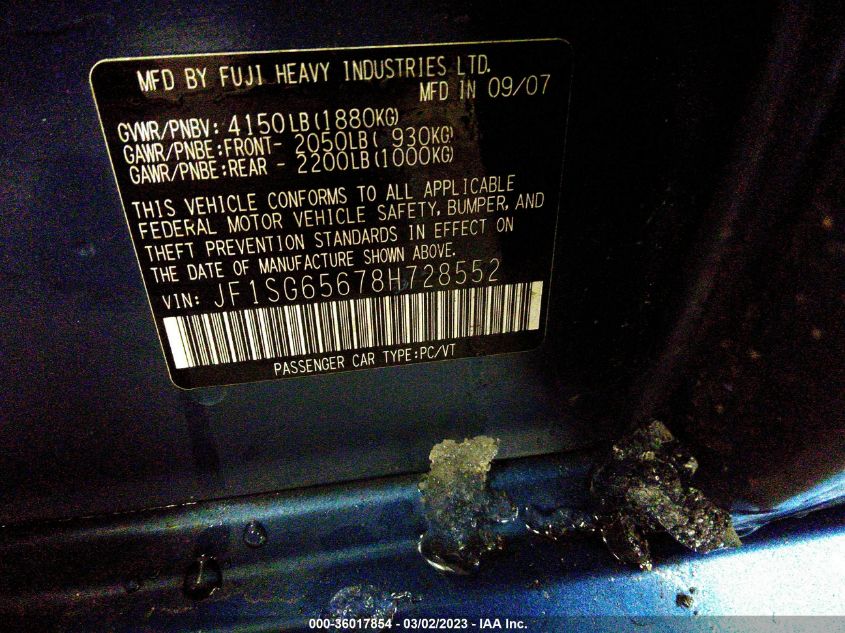 MFD BY FUJI HEAVY INDUSTRIES LTD.
MFD IN 09/07
GVWR/PNBV: 4150LB(1880KG)
GAWR/PNBE:FRONT- 2050LB( 930KG)
GAWR/PNBE:REAR - 2200LB(1000KG)
THIS VEHICLE CONFORMS TO ALL APPLICABLE
FEDERAL MOTOR VEHICLE SAFETY, BUMPER, AND
THEFT PREVENTION STANDARDS IN EFFECT ON
THE DATE OF MANUFACTURE SHOWN ABOVE.
VIN: JF1SG65678H728552
PASSENGER CAR TYPE:PC/VT
000-36017854 - 03/02/2023 - IAA Inc.